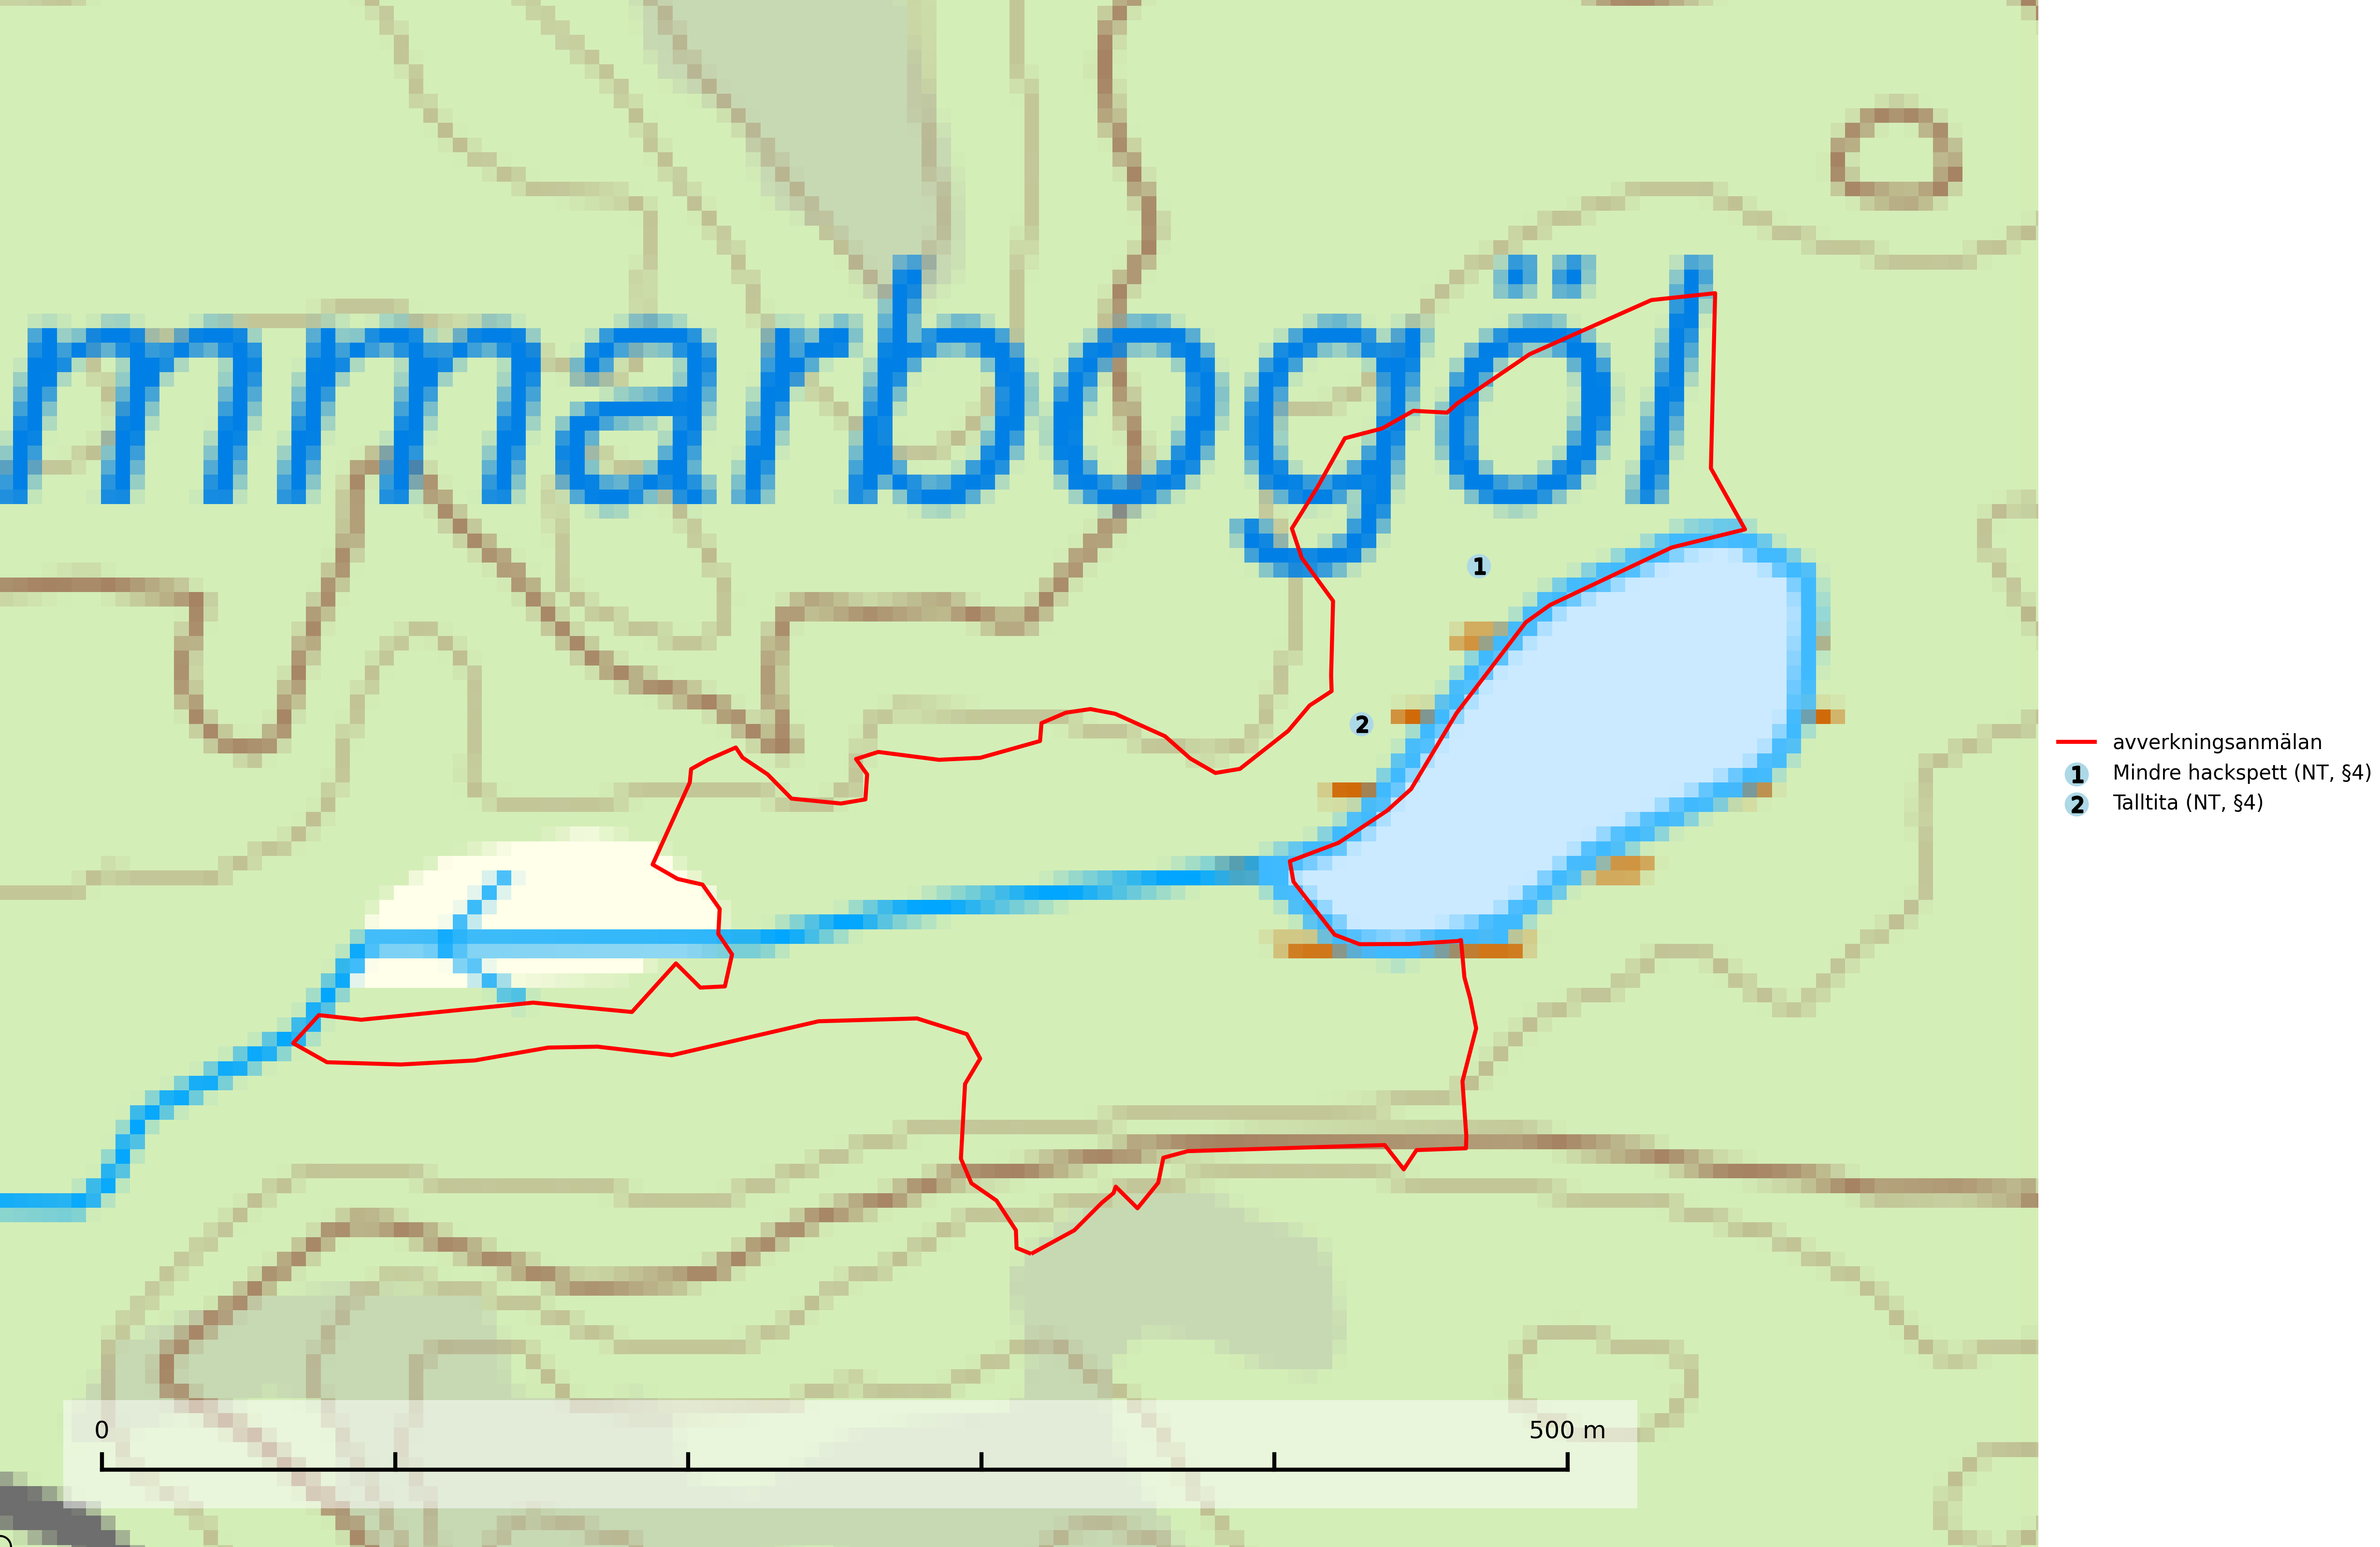 mmarbogöl
avverkningsanmälan
1 Mindre hackspett (NT, §4)
2 Talltita (NT, §4)
1
2
0 500 m